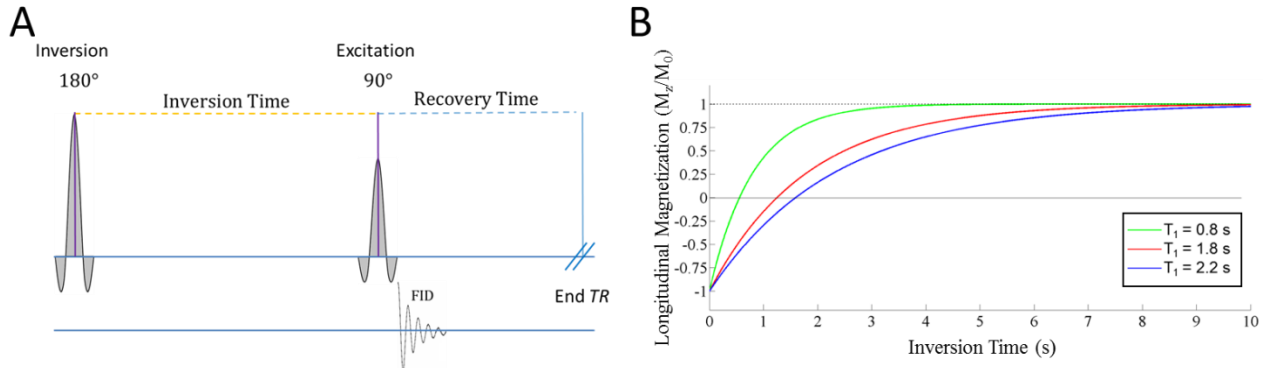 A
Inversion
180°
Excitation
90°
Inversion Time
Recovery Time
FID
End TR
B
Longitudinal Magnetization (Mz/M0)
1
0.75
0.5
0.25
0
-0.25
-0.5
-0.75
-1
0 1 2 3 4 5 6 7 8 9 10
Inversion Time (s)
T1 = 0.8 s
T1 = 1.8 s
T1 = 2.2 s